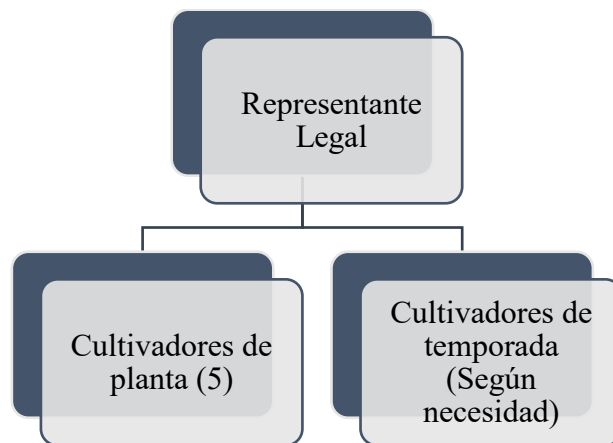 Representante
Legal
Cultivadores de
planta (5)
Cultivadores de
temporada
(Según
necesidad)